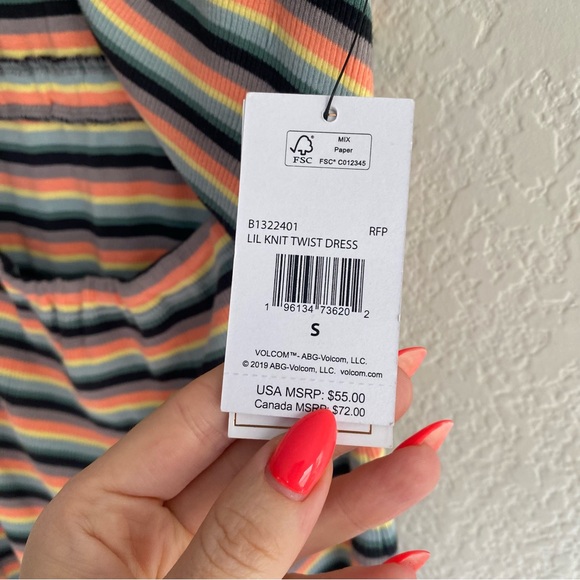 FSC
MIX
Paper
FSC® C012345
B1322401 RFP
LIL KNIT TWIST DRESS
1 96134 73620 2
S
VOLCOM™- ABG-Volcom, LLC.
© 2019 ABG-Volcom, LLC. volcom.com
USA MSRP: $55.00
Canada MSRP: $72.00